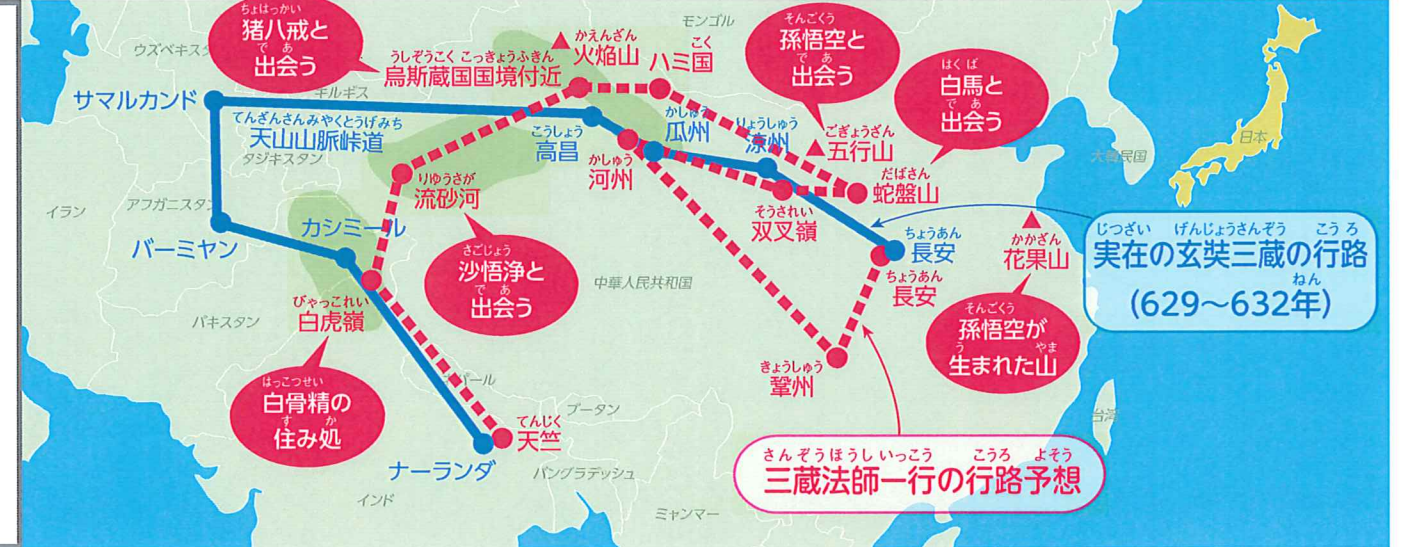 ちょはっかい
猪八戒と
であ
出会う
ウズベキス
サマルカンド
うしぞうこく こっきょうふきん
烏斯蔵国国境付近
キルギス
かえんざん
火焔山
こく
ハミ国
モンゴル
そんごくう
孫悟空と
であ
出会う
はくば
白馬と
であ
出会う
てんざんさんみゃくとうげみち
天山山脈峠道
タジキスタン
こうしょう
高昌
かしゅう
瓜州
かしゅう
河州
りょうしゅう
涼州
ごぎょうざん
五行山
だばさん
蛇盤山
そうされい
双叉嶺
りゅうさが
流砂河
さごじょう
沙悟浄と
であ
出会う
イラン
アフガニスタン
バーミヤン
カシミール
びゃっこれい
白虎嶺
パキスタン
はっこつせい
白骨精の
すか
住み処
中華人民共和国
ちょうあん
長安
ちょうあん
長安
かかざん
花果山
そんごくう
孫悟空が
う やま
生まれた山
大韓民国
日本
じつざい げんじょうさんぞう こうろ
実在の玄奘三蔵の行路
ねん
(629〜632年)
きょうしゅう
鞏州
ネパール
ブータン
てんじく
天竺
ナーランダ
バングラデッシュ
インド
ミャンマー
台湾
さんぞうほうし いっこう こうろ よそう
三蔵法師一行の行路予想